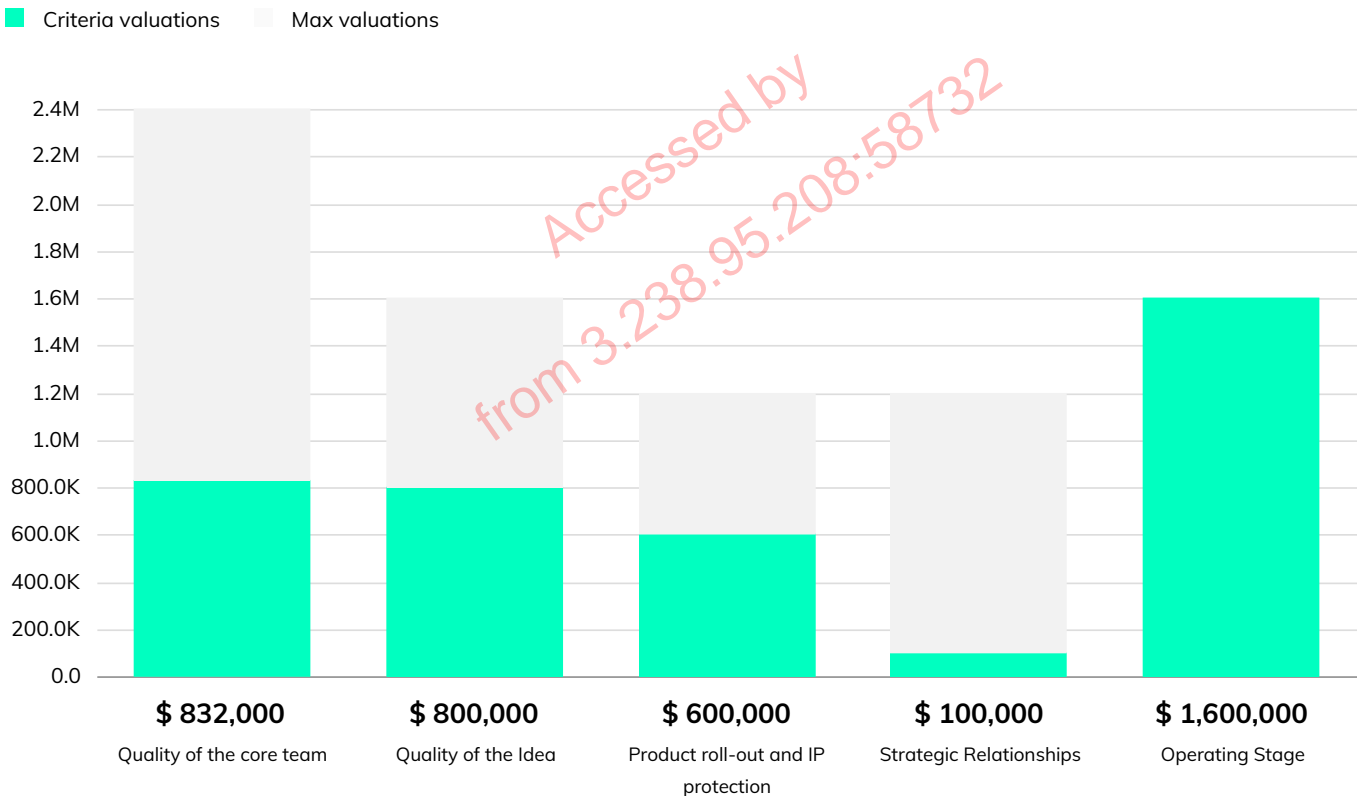 Criteria valuations Max valuations
Accessed by
from 3.238.95.208:58732
2.4M
2.2M
2.0M
1.8M
1.6M
1.4M
1.2M
1.0M
800.0K
600.0K
400.0K
200.0K
0.0
$ 832,000 $ 800,000 $ 600,000 $ 100,000 $ 1,600,000
Quality of the core team Quality of the Idea Product roll-out and IP Strategic Relationships Operating Stage
protection